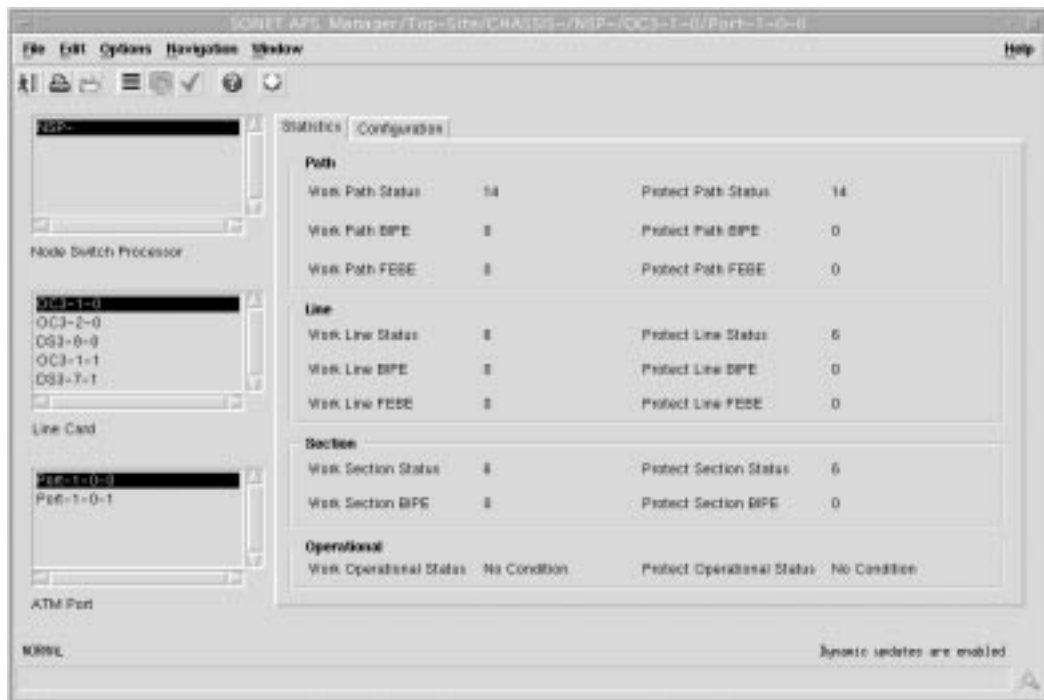 SONET APS Manager/Top-Site/CHASSIS-/NSP-/OC3-1-0/Port-1-0-0
File Edit Options Navigation Window Help
NSP-
Node Switch Processor
OC3-1-0
OC3-2-0
DS3-8-0
OC3-1-1
DS3-7-1
Line Card
Port-1-0-0
Port-1-0-1
ATM Port
Statistics Configuration
Path
Work Path Status 14 Protect Path Status 14
Work Path BIPE 0 Protect Path BIPE 0
Work Path FEBE 0 Protect Path FEBE 0
Line
Work Line Status Protect Line Status 6
Work Line BIPE 0 Protect Line BIPE 0
Work Line FEBE 0 Protect Line FEBE 0
Section
Work Section Status 6 Protect Section Status 6
Work Section BIPE 0 Protect Section BIPE 0
Operational
Work Operational Status No Condition Protect Operational Status No Condition
NORMAL Dynamic updates are enabled